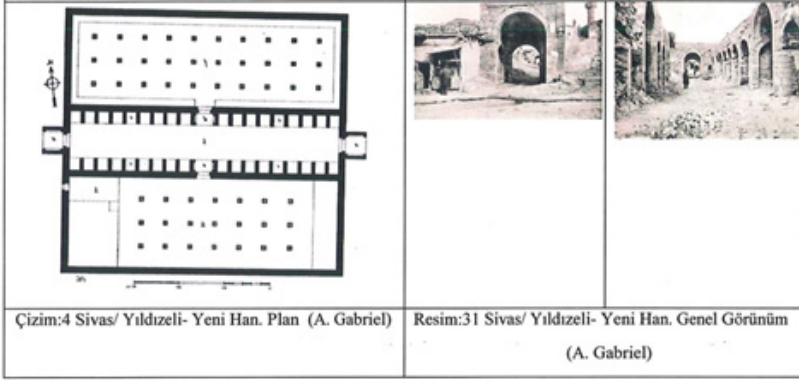 Çizim:4 Sivas/ Yıldızeli- Yeni Han. Plan (A. Gabriel)
Resim:31 Sivas/ Yıldızeli- Yeni Han. Genel Görünüm
(A. Gabriel)